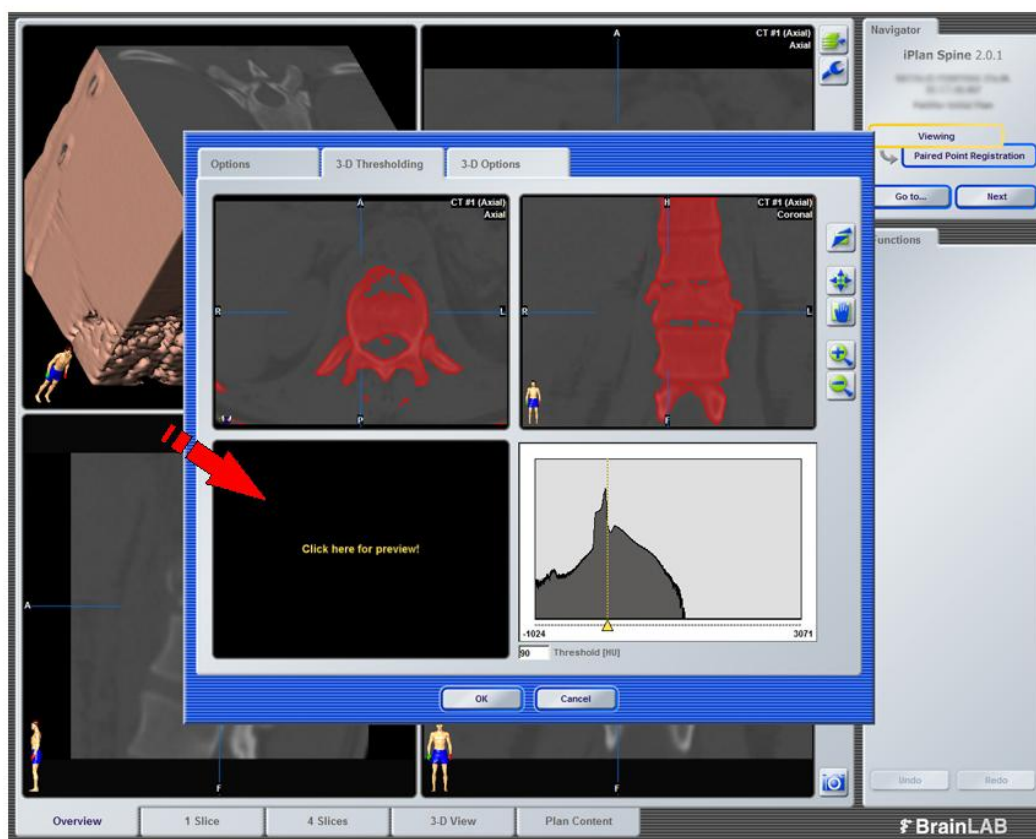 A
CT #1 (Axial)
Axial
Navigator
iPlan Spine 2.0.1
Viewing
Paired Point Registration
Go to...
Next
Functions
Options
3-D Thresholding
3-D Options
A
CT #1 (Axial)
Axial
R
L
P
H
CT #1 (Axial)
Coronal
R
L
F
Click here for preview!
-1024
3071
90 Threshold [HU]
OK
Cancel
A
F
F
Undo
Redo
Overview
1 Slice
4 Slices
3-D View
Plan Content
BrainLAB